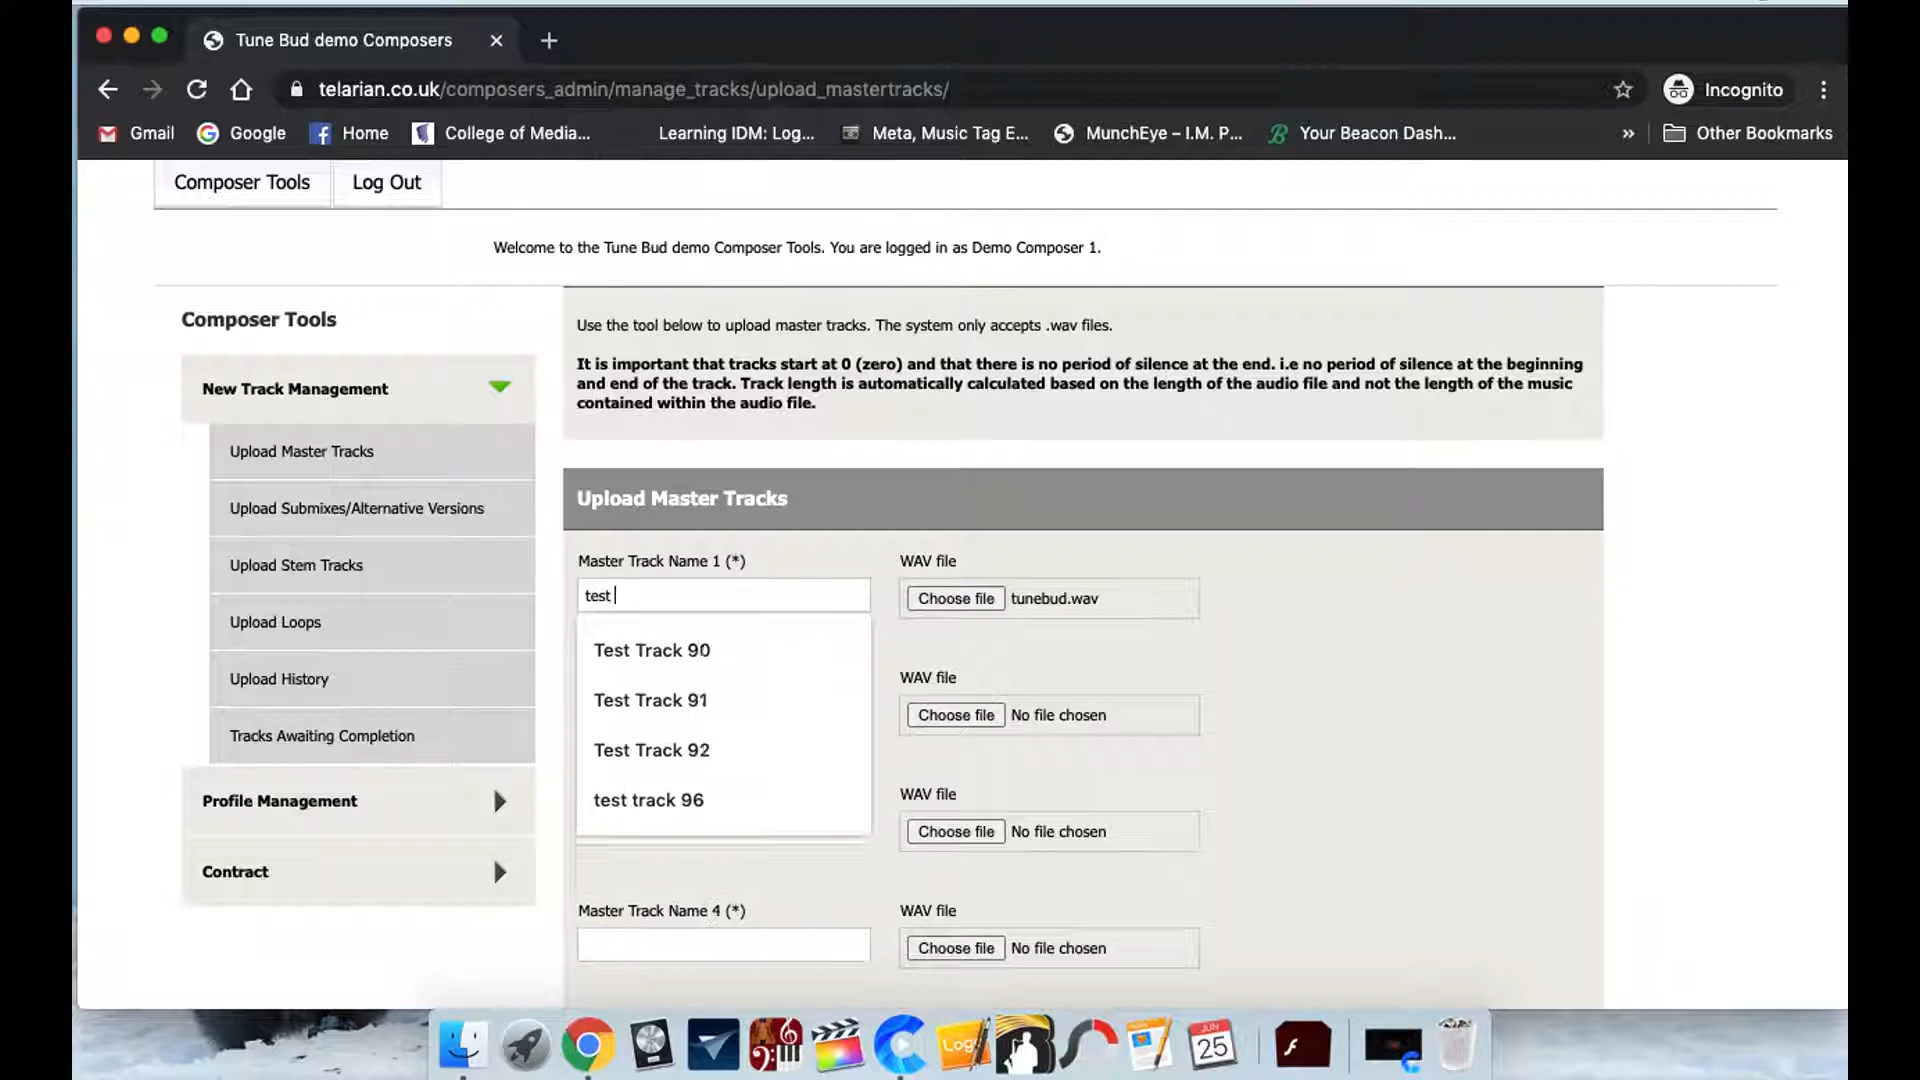 Tune Bud demo Composers
telarian.co.uk/composers_admin/manage_tracks/upload_mastertracks/
Incognito
Gmail
Google
Home
College of Media...
Learning IDM: Log...
Meta, Music Tag E...
MunchEye – I.M. P...
Your Beacon Dash...
»
Other Bookmarks
Composer Tools
Log Out
Welcome to the Tune Bud demo Composer Tools. You are logged in as Demo Composer 1.
Composer Tools
New Track Management
Upload Master Tracks
Upload Submixes/Alternative Versions
Upload Stem Tracks
Upload Loops
Upload History
Tracks Awaiting Completion
Profile Management
Contract
Use the tool below to upload master tracks. The system only accepts .wav files.
It is important that tracks start at 0 (zero) and that there is no period of silence at the end. i.e no period of silence at the beginning
and end of the track. Track length is automatically calculated based on the length of the audio file and not the length of the music
contained within the audio file.
Upload Master Tracks
Master Track Name 1 (*)
WAV file
test
Choose file tunebud.wav
Test Track 90
Test Track 91
Test Track 92
test track 96
WAV file
Choose file No file chosen
WAV file
Choose file No file chosen
Master Track Name 4 (*)
WAV file
Choose file No file chosen
JUN
25